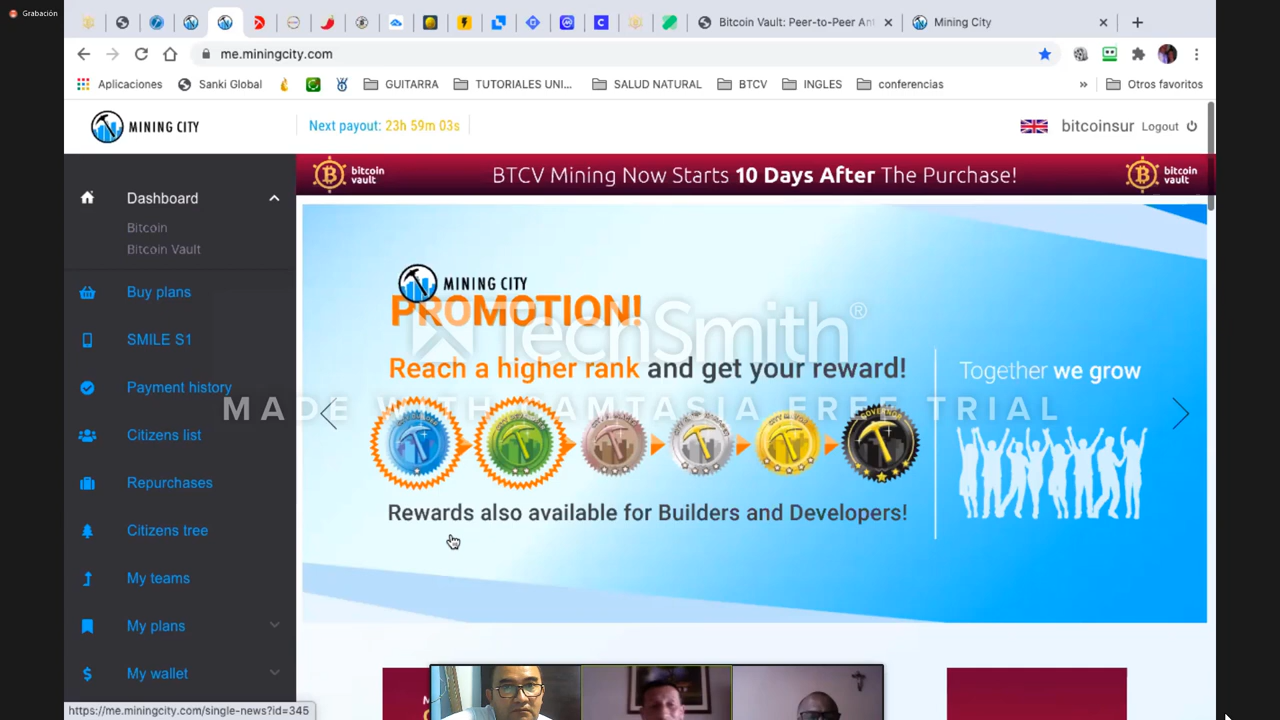 Grabación
Bitcoin Vault: Peer-to-Peer Ant
Mining City
me.miningcity.com
Aplicaciones
Sanki Global
GUITARRA
TUTORIALES UNI...
SALUD NATURAL
BTCV
INGLES
conferencias
»
Otros favoritos
MINING CITY
Next payout: 23h 59m 03s
bitcoinsur
Logout
bitcoin
vault
BTCV Mining Now Starts 10 Days After The Purchase!
bitcoin
vault
Dashboard
Bitcoin
Bitcoin Vault
Buy plans
SMILE S1
Payment history
Citizens list
Repurchases
Citizens tree
My teams
My plans
My wallet
MINING CITY
PROMOTION!
TechSmith®
Reach a higher rank and get your reward!
Together we grow
MADE WITH CAMTASIA FREE TRIAL
GOVERNOR
Rewards also available for Builders and Developers!
https://me.miningcity.com/single-news?id=345